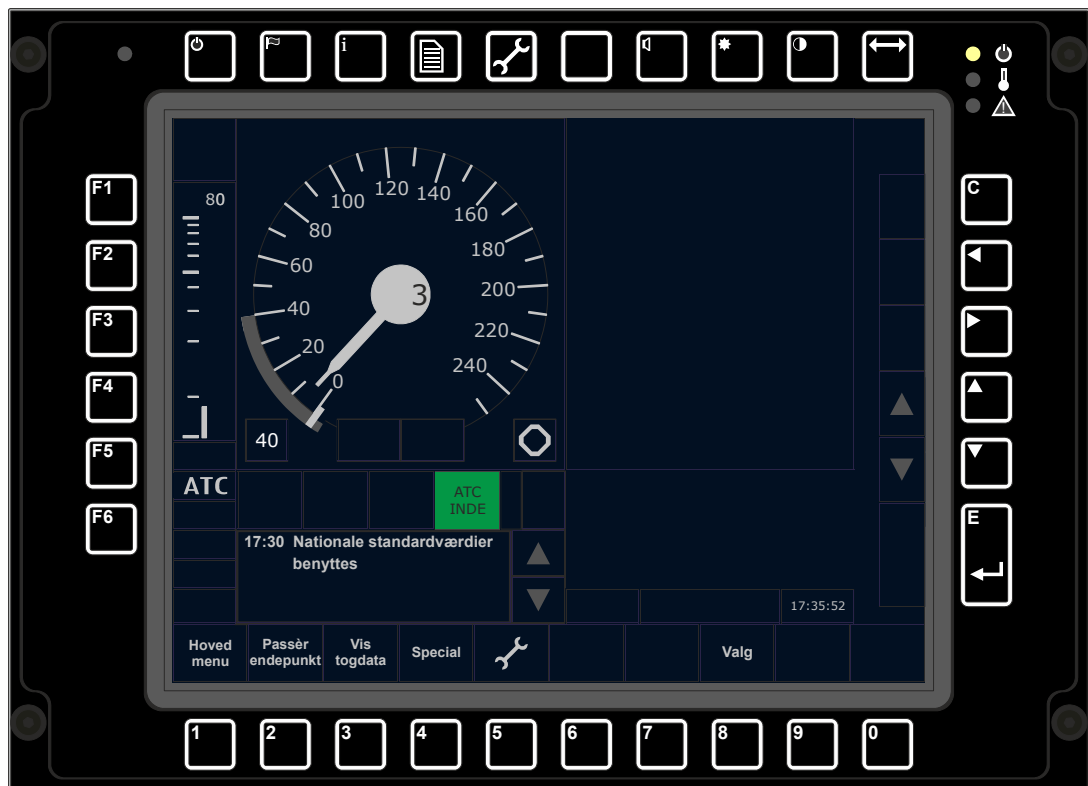 i
F1
F2
F3
F4
F5
F6
C
E
80
0
20
40
60
80
100
120
140
160
180
200
220
240
3
40
ATC
ATC
INDE
17:30 Nationale standardværdier
benyttes
17:35:52
Hoved
menu
Passèr
endepunkt
Vis
togdata
Special
Valg
1
2
3
4
5
6
7
8
9
0